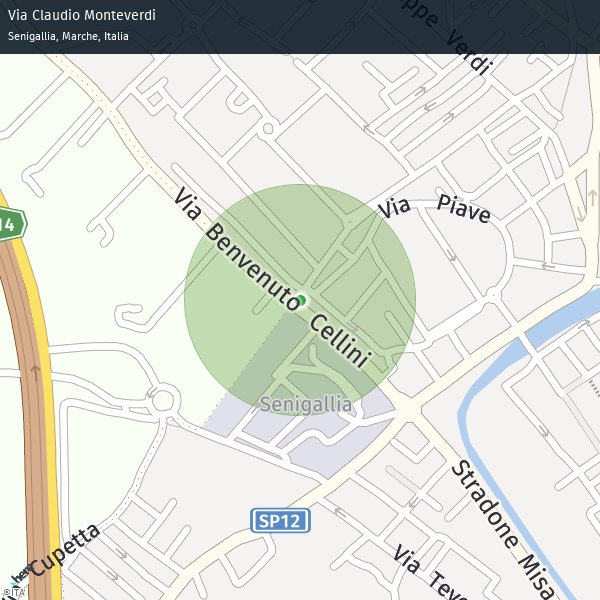 Via Claudio Monteverdi
Senigallia, Marche, Italia
Verdi
Via Piave
14
Via Benvenuto Cellini
Senigallia
SP12
Stradone Misa
Cupetta
Via Teve
here
©ITA